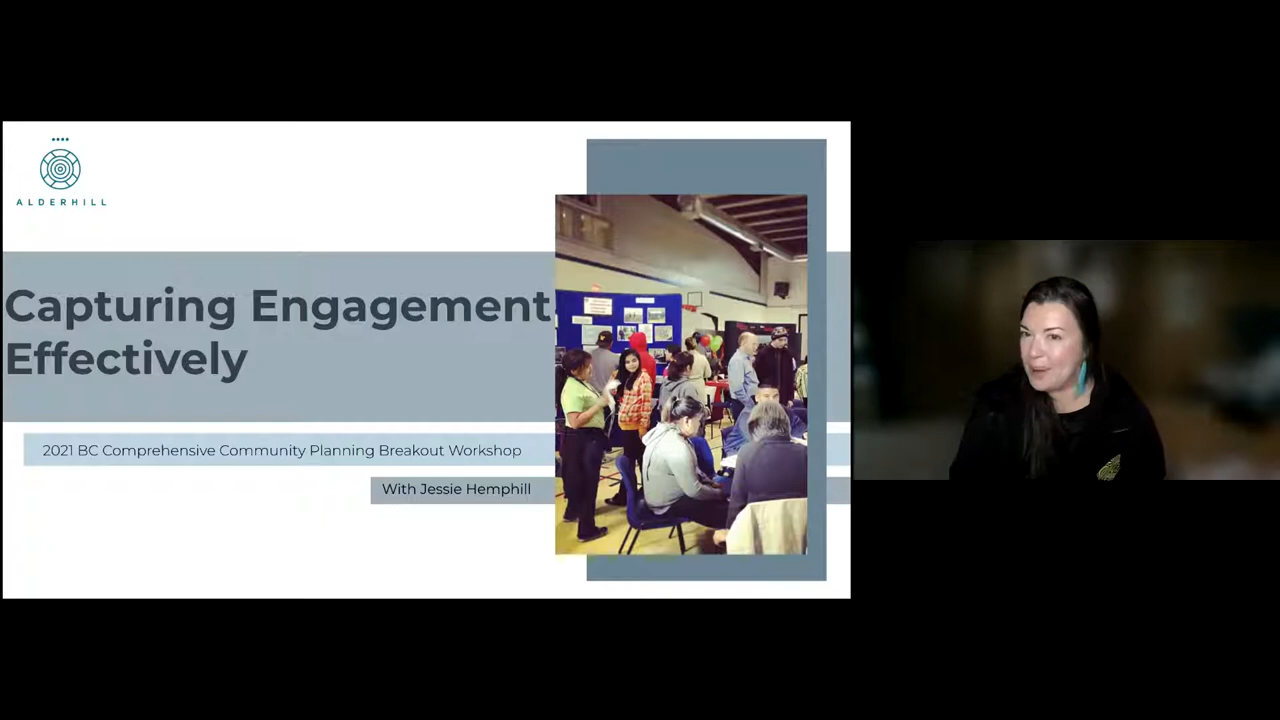 ALDERHILL
Capturing Engagement
Effectively
2021 BC Comprehensive Community Planning Breakout Workshop
With Jessie Hemphill